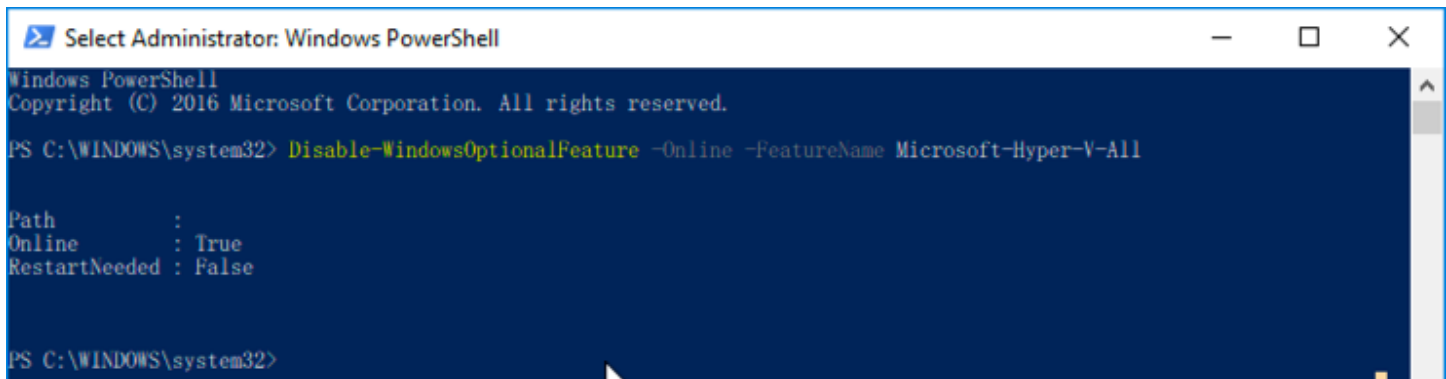 Select Administrator: Windows PowerShell
Windows PowerShell
Copyright (C) 2016 Microsoft Corporation. All rights reserved.
PS C:\WINDOWS\system32> Disable-WindowsOptionalFeature -Online -FeatureName Microsoft-Hyper-V-All
Path          :
Online        : True
RestartNeeded : False
PS C:\WINDOWS\system32>